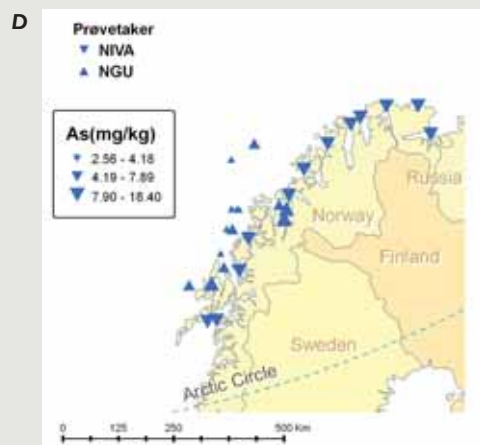 D
Prøvetaker
NIVA
NGU
As(mg/kg)
2.56 - 4.18
4.19 - 7.89
7.90 - 18.40
Russia
Norway
Finland
Sweden
Arctic Circle
0 125 250 500 Km